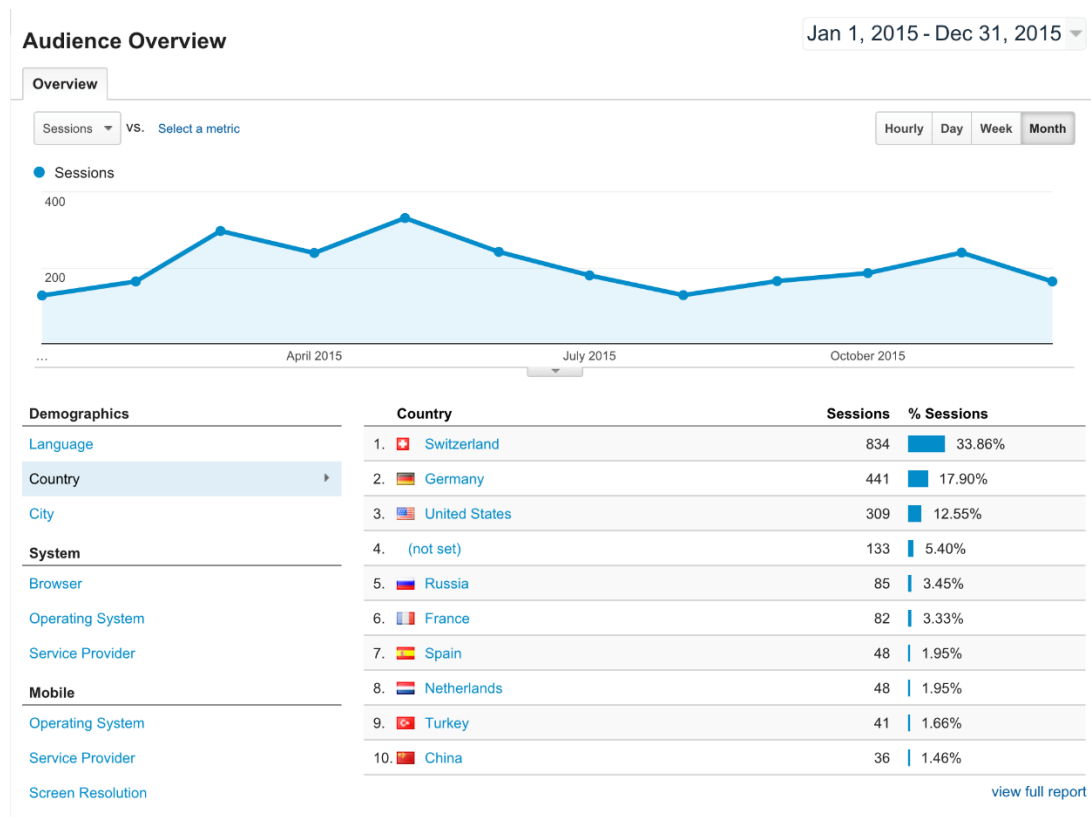 Audience Overview
Jan 1, 2015 - Dec 31, 2015
Overview
Sessions VS. Select a metric
Hourly Day Week Month
Sessions
400
200
... April 2015 July 2015 October 2015
Demographics
Language
Country
City
System
Browser
Operating System
Service Provider
Mobile
Operating System
Service Provider
Screen Resolution
Country Sessions % Sessions
1. Switzerland 834 33.86%
2. Germany 441 17.90%
3. United States 309 12.55%
4. (not set) 133 5.40%
5. Russia 85 3.45%
6. France 82 3.33%
7. Spain 48 1.95%
8. Netherlands 48 1.95%
9. Turkey 41 1.66%
10. China 36 1.46%
view full report